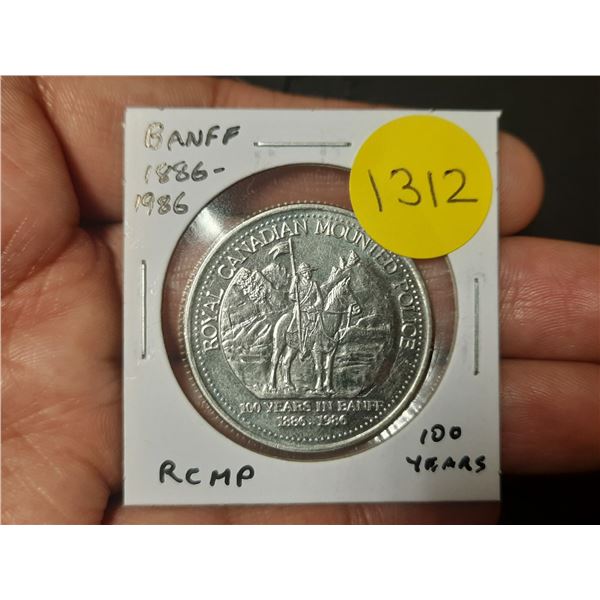 BANFF
1886-
1986
1312
ROYAL CANADIAN MOUNTED POLICE
100 YEARS IN BANFF
1886 · 1986
RCMP
100
YEARS